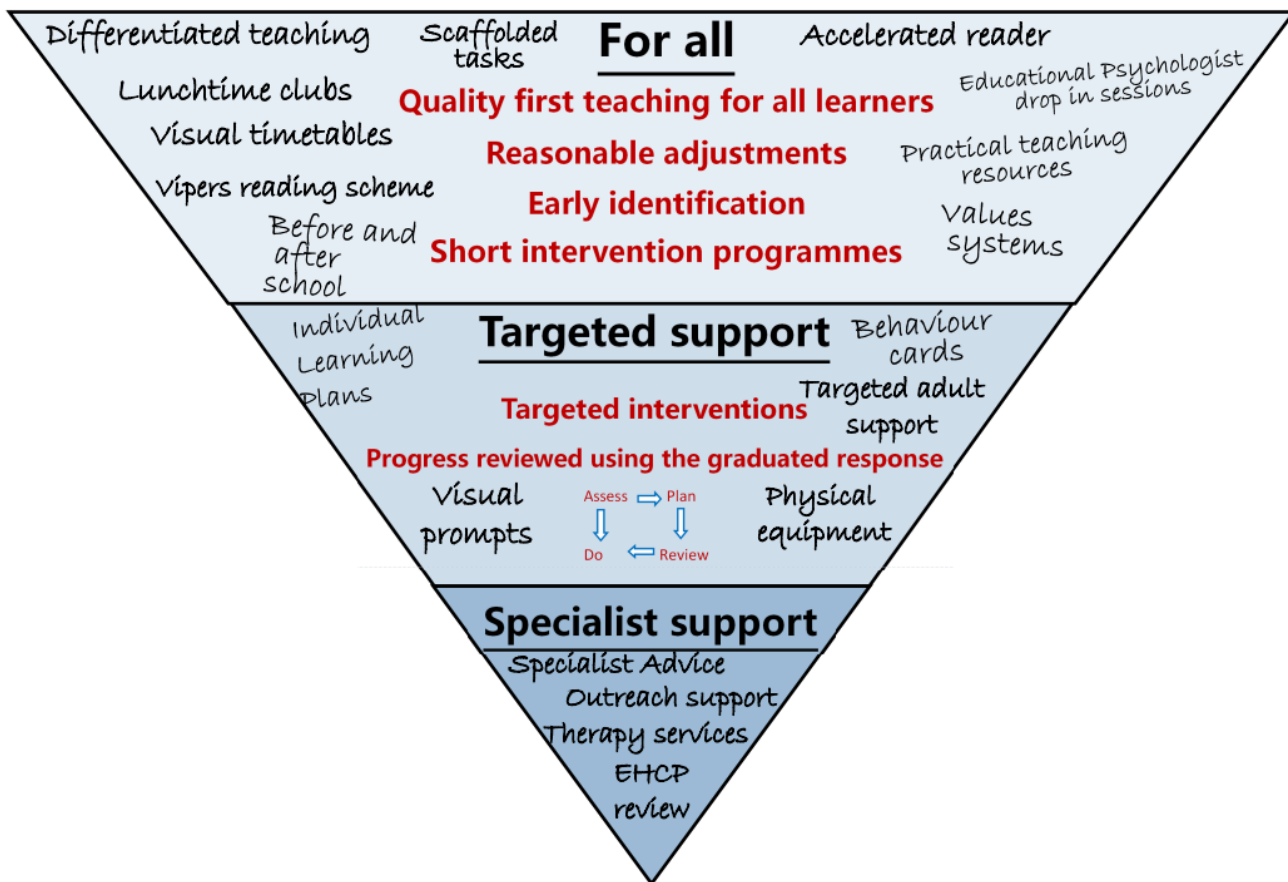 For all
Differentiated teaching
Scaffolded
tasks
Accelerated reader
Lunchtime clubs
Quality first teaching for all learners
Educational Psychologist
drop in sessions
Visual timetables
Reasonable adjustments
Practical teaching
resources
Vipers reading scheme
Early identification
Values
systems
Before and
after
school
Short intervention programmes
Targeted support
Individual
Learning
Plans
Behaviour
cards
Targeted interventions
Targeted adult
support
Progress reviewed using the graduated response
Visual
prompts
Assess Plan
Do Review
Physical
equipment
Specialist support
Specialist Advice
Outreach support
Therapy services
EHCP
review